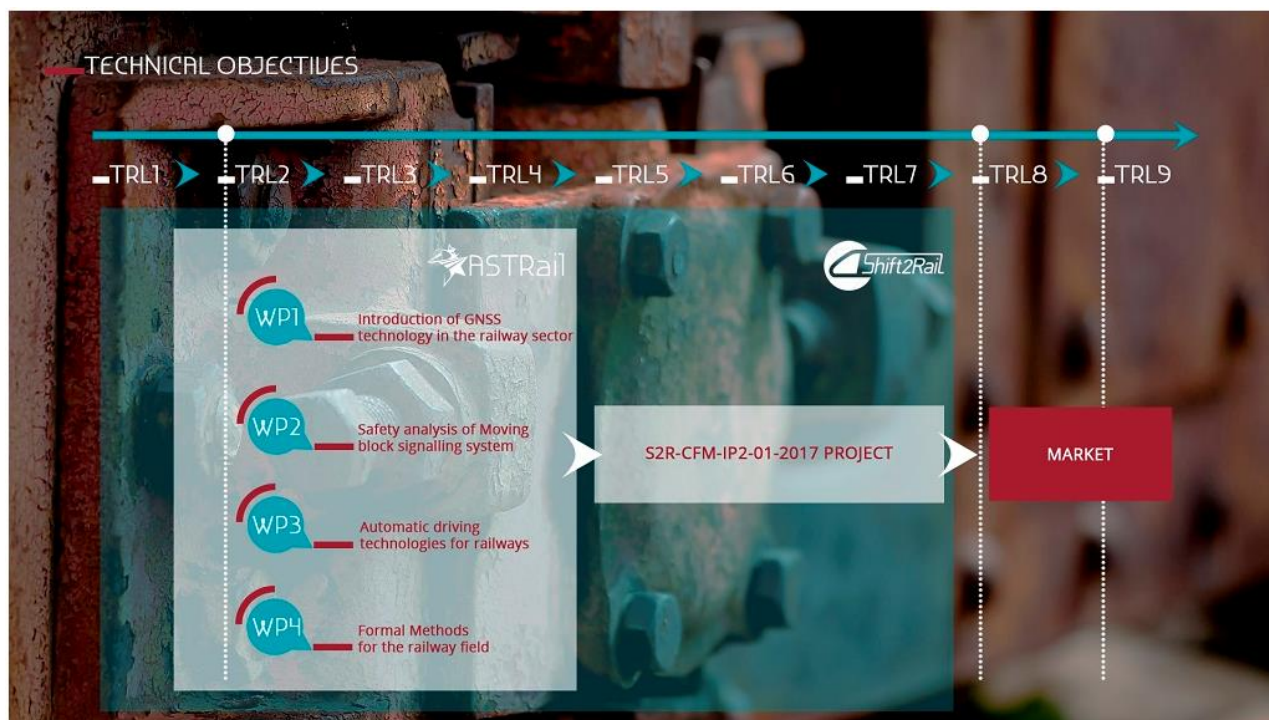 TECHNICAL OBJECTIVES
TRL1 TRL2 TRL3 TRL4 TRL5 TRL6 TRL7 TRL8 TRL9
ASTRail
Shift2Rail
WP1
Introduction of GNSS
technology in the railway sector
WP2
Safety analysis of Moving
block signalling system
S2R-CFM-IP2-01-2017 PROJECT
MARKET
WP3
Automatic driving
technologies for railways
WP4
Formal Methods
for the railway field